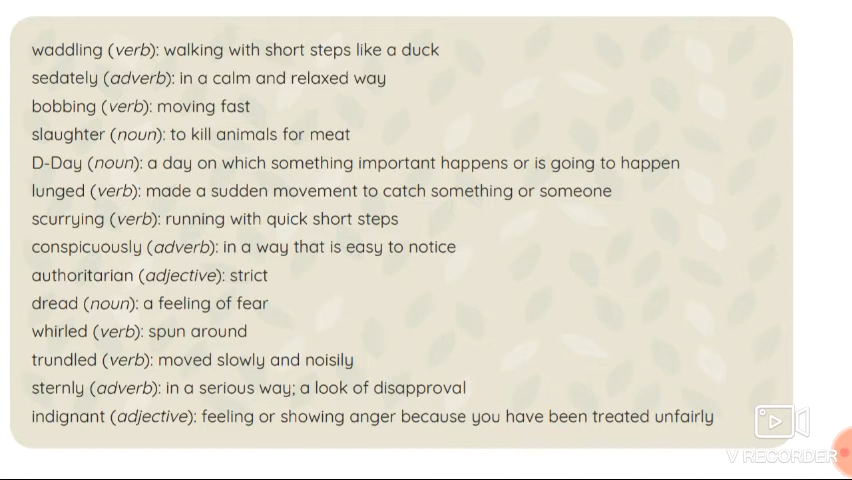 waddling (verb): walking with short steps like a duck
sedately (adverb): in a calm and relaxed way
bobbing (verb): moving fast
slaughter (noun): to kill animals for meat
D-Day (noun): a day on which something important happens or is going to happen
lunged (verb): made a sudden movement to catch something or someone
scurrying (verb): running with quick short steps
conspicuously (adverb): in a way that is easy to notice
authoritarian (adjective): strict
dread (noun): a feeling of fear
whirled (verb): spun around
trundled (verb): moved slowly and noisily
sternly (adverb): in a serious way; a look of disapproval
indignant (adjective): feeling or showing anger because you have been treated unfairly
V RECORDER